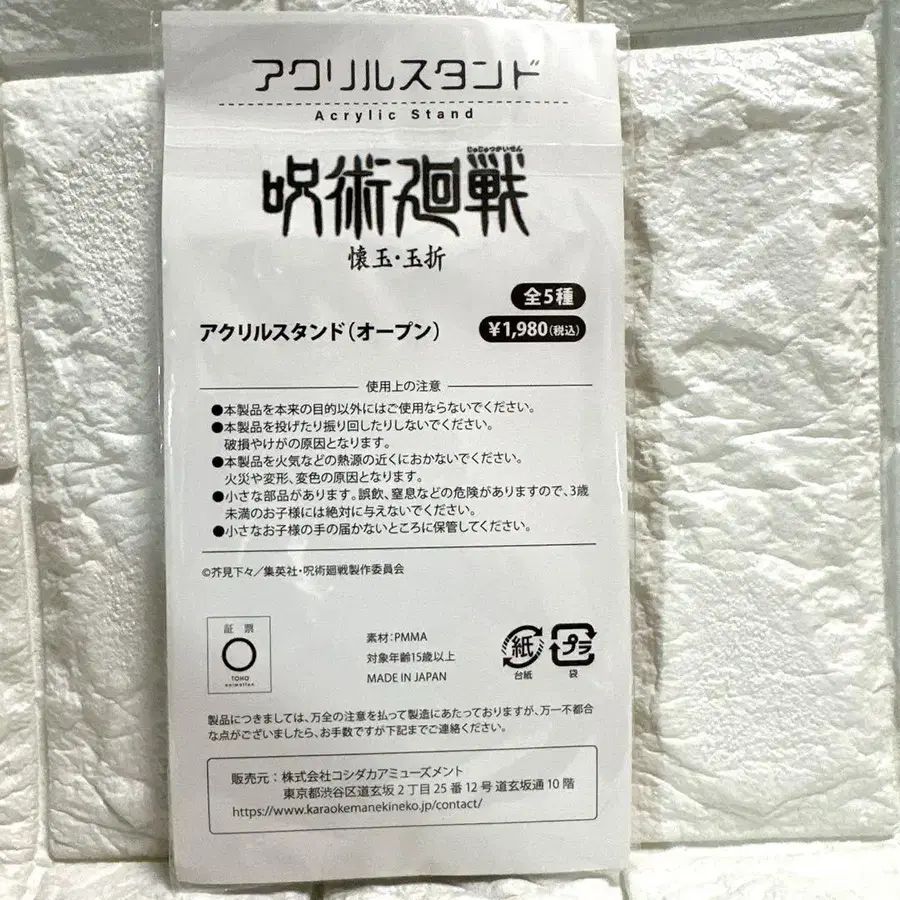 アクリルスタンド
Acrylic Stand
じゅじゅつかいせん
呪術廻戦
懐玉・玉折
全5種
アクリルスタンド（オープン）
¥1,980(税込)
使用上の注意
●本製品を本来の目的以外にはご使用ならないでください。
●本製品を投げたり振り回したりしないでください。
破損やけがの原因となります。
●本製品を火気などの熱源の近くにおかないでください。
火災や変形、変色の原因となります。
●小さな部品があります。誤飲、窒息などの危険がありますので、3歳
未満のお子様には絶対に与えないでください。
●小さなお子様の手の届かないところに保管してください。
©芥見下々／集英社・呪術廻戦製作委員会
証票
TOHO
animation
素材：PMMA
対象年齢15歳以上
MADE IN JAPAN
紙
台紙
プラ
袋
製品につきましては、万全の注意を払って製造にあたっておりますが、万一不都合
な点がございましたら、お手数ですが下記までご連絡ください。
販売元：株式会社コシダカアミューズメント
東京都渋谷区道玄坂2丁目25番12号 道玄坂通10階
https://www.karaokemanekineko.jp/contact/